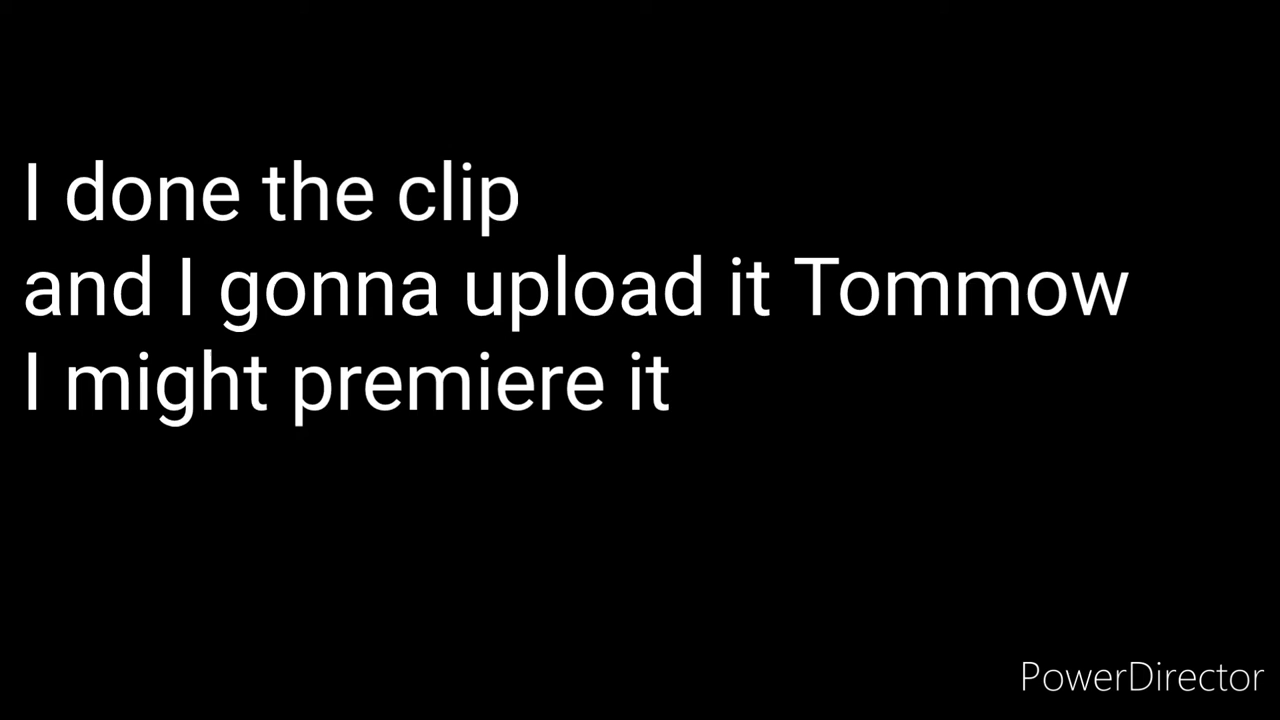 I done the clip
and I gonna upload it Tommow
I might premiere it
PowerDirector